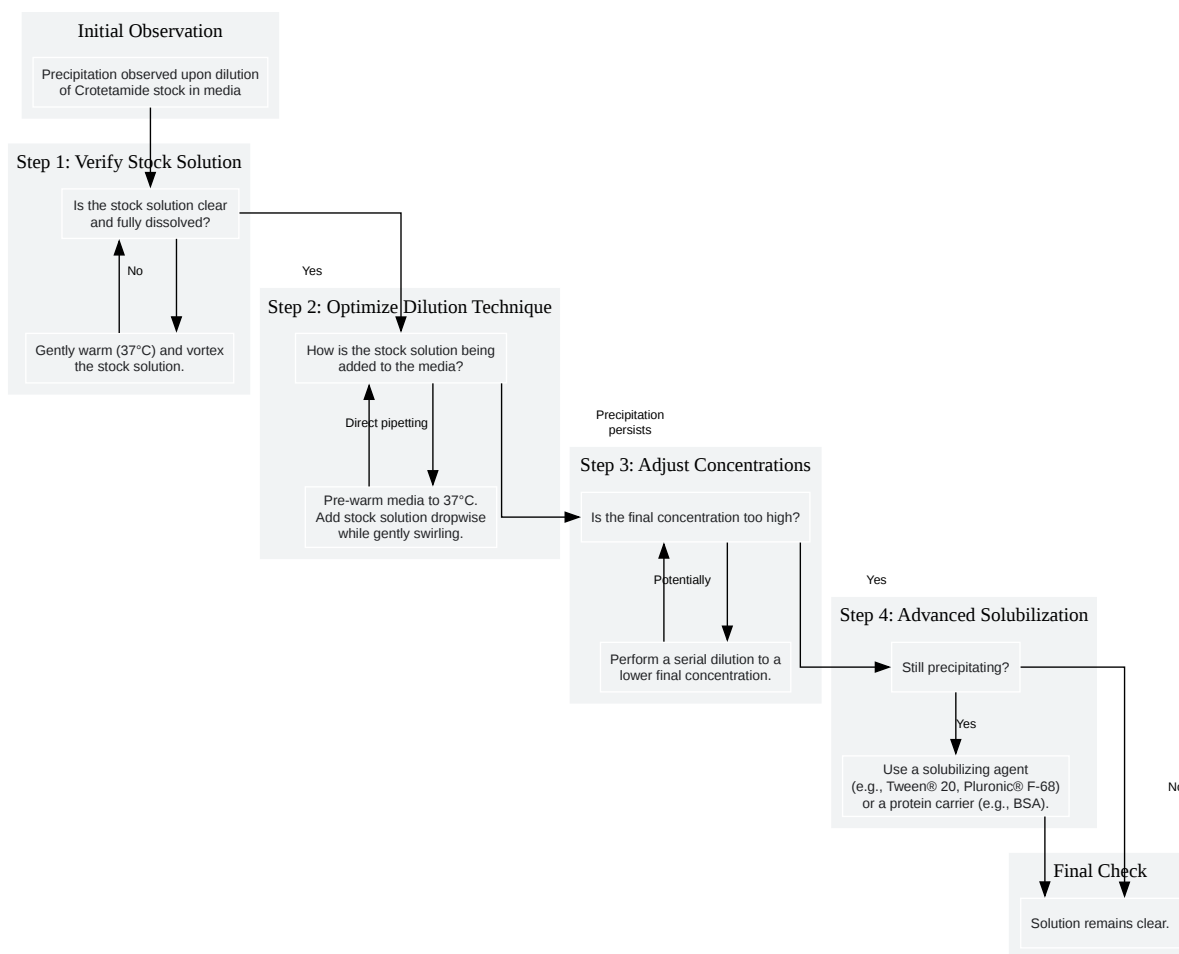 Initial Observation
Precipitation observed upon dilution
of Crotetamide stock in media
Step 1: Verify Stock Solution
Is the stock solution clear
and fully dissolved?
No
Yes
Gently warm (37°C) and vortex
the stock solution.
Step 2: Optimize Dilution Technique
How is the stock solution being
added to the media?
Direct pipetting
Pre-warm media to 37°C.
Add stock solution dropwise
while gently swirling.
Precipitation
persists
Step 3: Adjust Concentrations
Is the final concentration too high?
Potentially
Perform a serial dilution to a
lower final concentration.
Yes
Step 4: Advanced Solubilization
Still precipitating?
Yes
Use a solubilizing agent
(e.g., Tween® 20, Pluronic® F-68)
or a protein carrier (e.g., BSA).
No
Final Check
Solution remains clear.